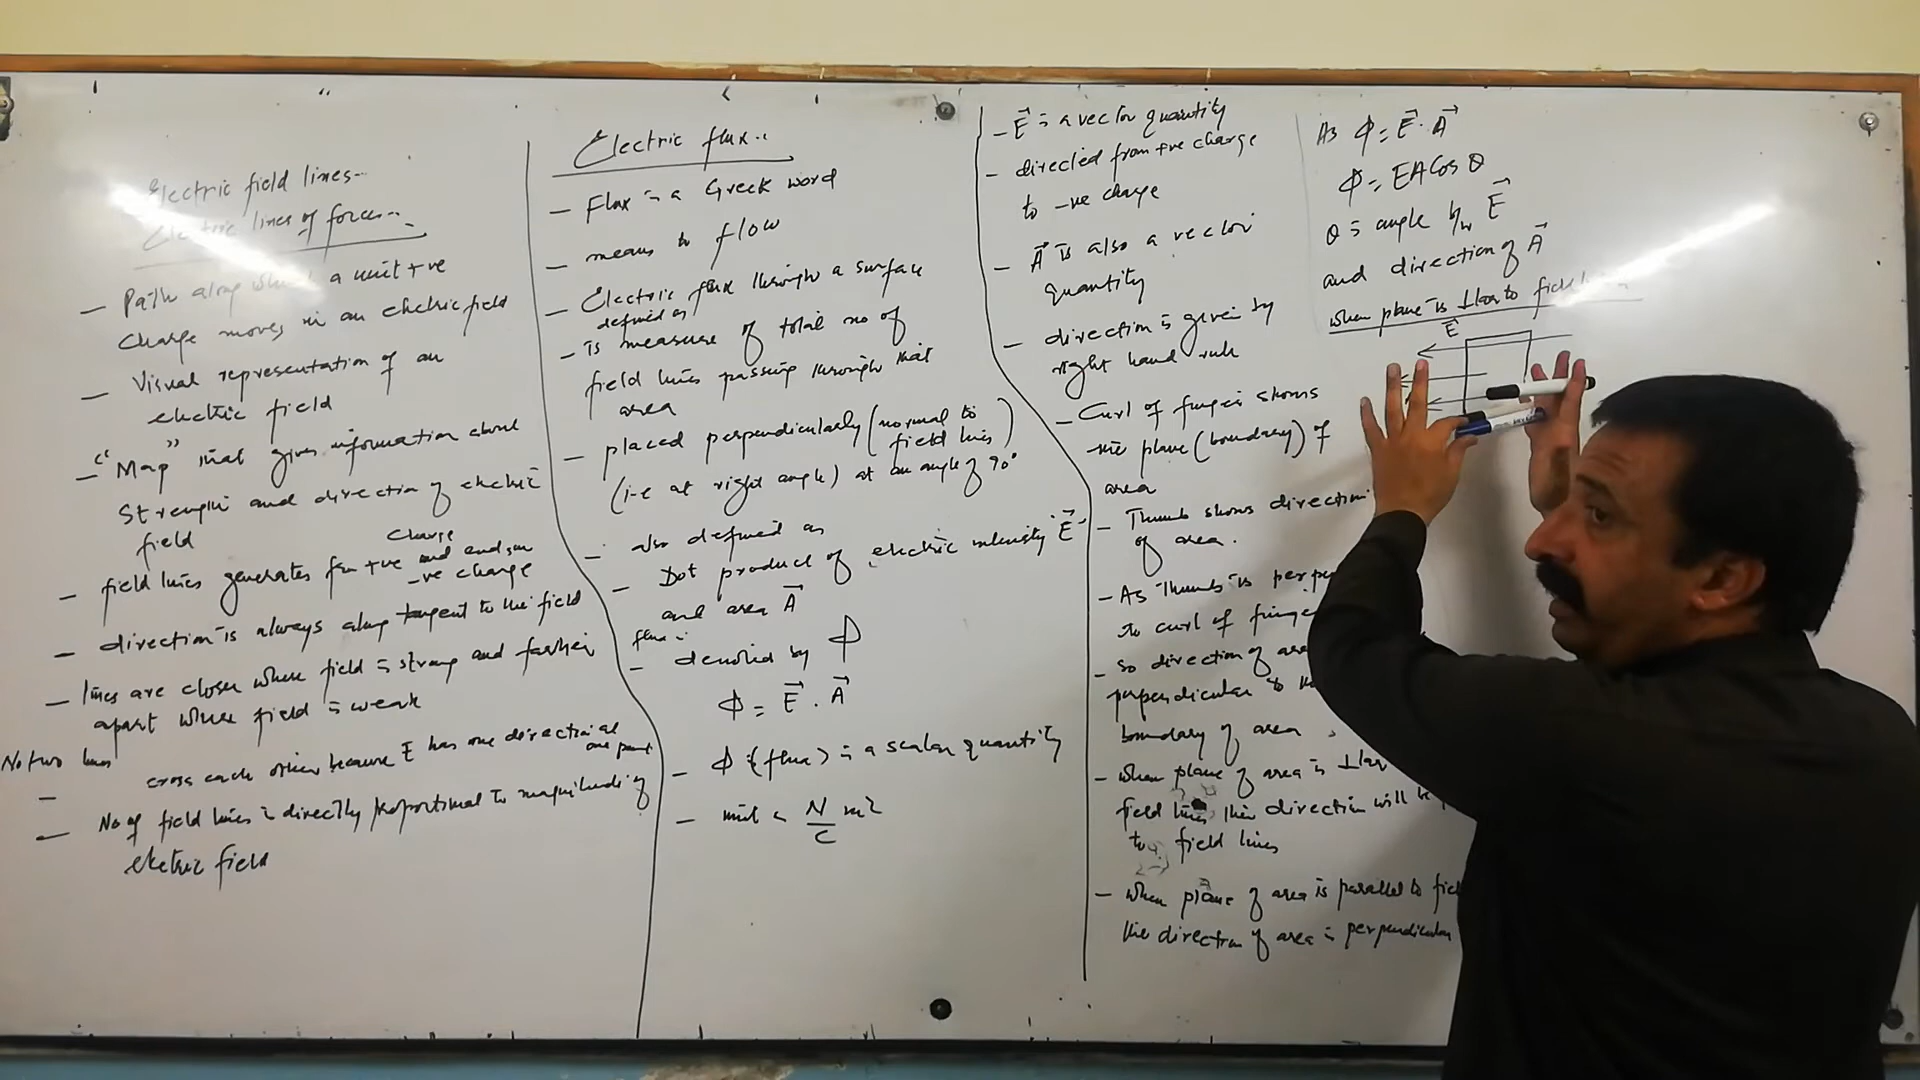 Electric field lines
Electric lines of forces
– Path along which a unit +ve
charge moves in an electric field
– Visual representation of an
electric field
– "Map" that gives information about
strength and direction of electric
field
– field lines generates from +ve charge and ends on
-ve charge
– direction is always along tangent to the field
– lines are closer where field is strong and farther
apart where field is weak
– No two lines cross each other because E has one direction at one point
– No of field lines is directly proportional to magnitude of
electric field
Electric flux
– Flux is a Greek word
– means to flow
– Electric flux through a surface
defined as
– is measure of total no of
field lines passing through that
area
– placed perpendicularly (normal to field lines)
(i-e at right angle) at an angle of 90°
– also defined as
– Dot product of electric intensity E⃗
and area A⃗
flux is
– denoted by Φ
Φ = E⃗ . A⃗
– Φ (flux) is a scalar quantity
– unit = N/C m²
– E⃗ is a vector quantity
– directed from +ve charge
to -ve charge
– A⃗ is also a vector
quantity
– direction is given by
right hand rule
– Curl of fingers shows
the plane (boundary) of
area
– Thumb shows direction
of area.
– As Thumb is
to curl of
– so direction of
perpendicular to
boundary of area
– when plane of area is ⊥lar
field lines then direction will be
to field lines
– when plane of area is parallel to
the direction of area is perpendicular
As Φ = E⃗ . A⃗
Φ = EA Cos θ
θ = angle b/w E⃗
and direction of A⃗
when plane is ⊥lar to field
E⃗